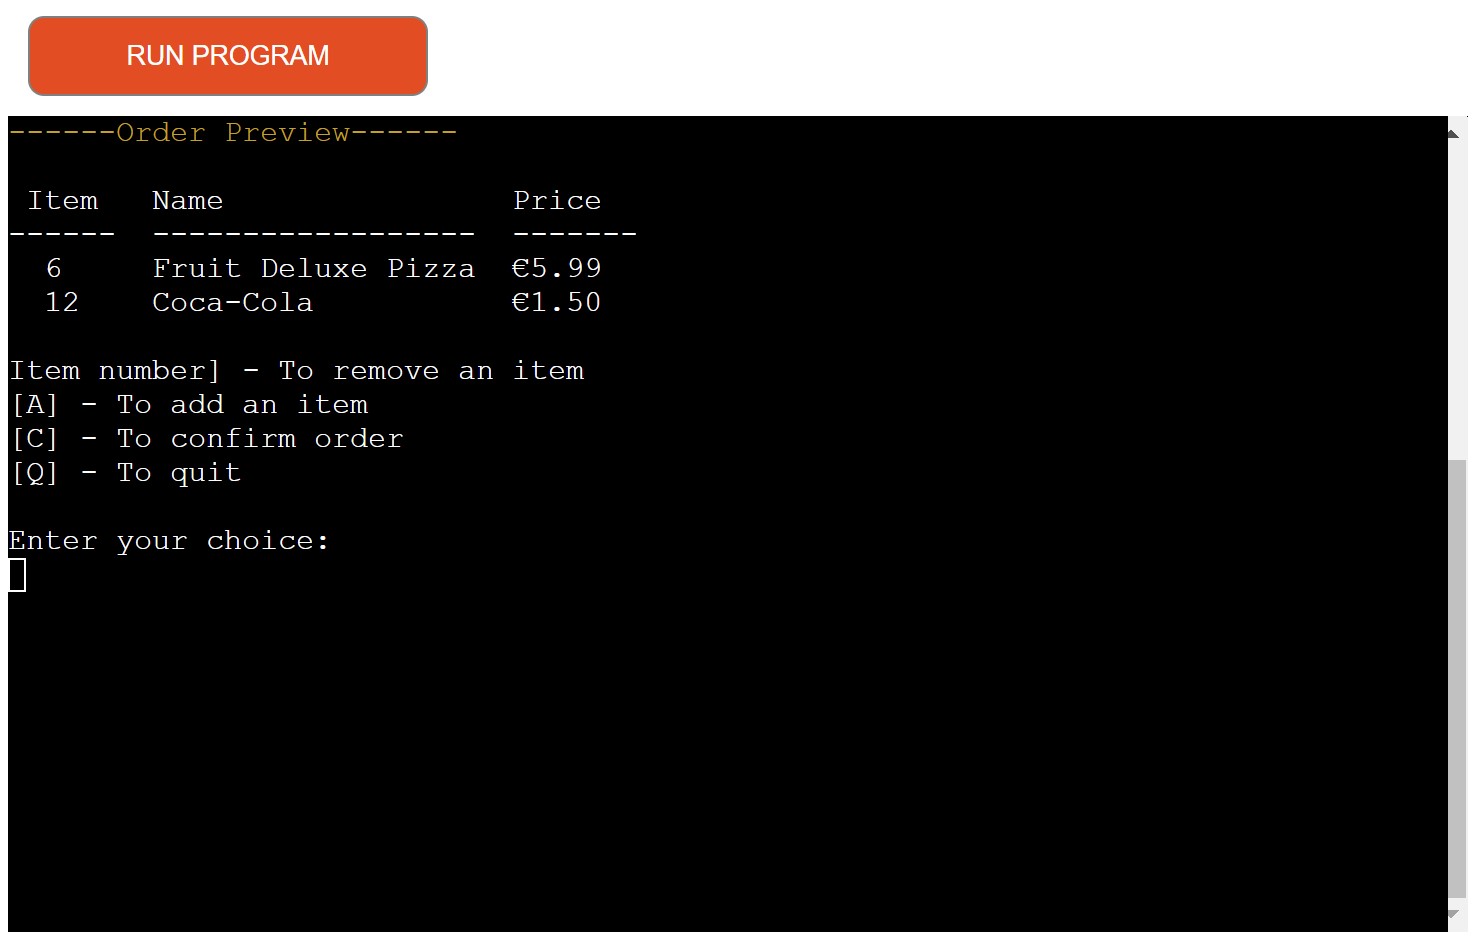 RUN PROGRAM
------Order Preview------
Item Name Price
------ ------------------ -------
6 Fruit Deluxe Pizza €5.99
12 Coca-Cola €1.50
Item number] - To remove an item
[A] - To add an item
[C] - To confirm order
[Q] - To quit
Enter your choice: